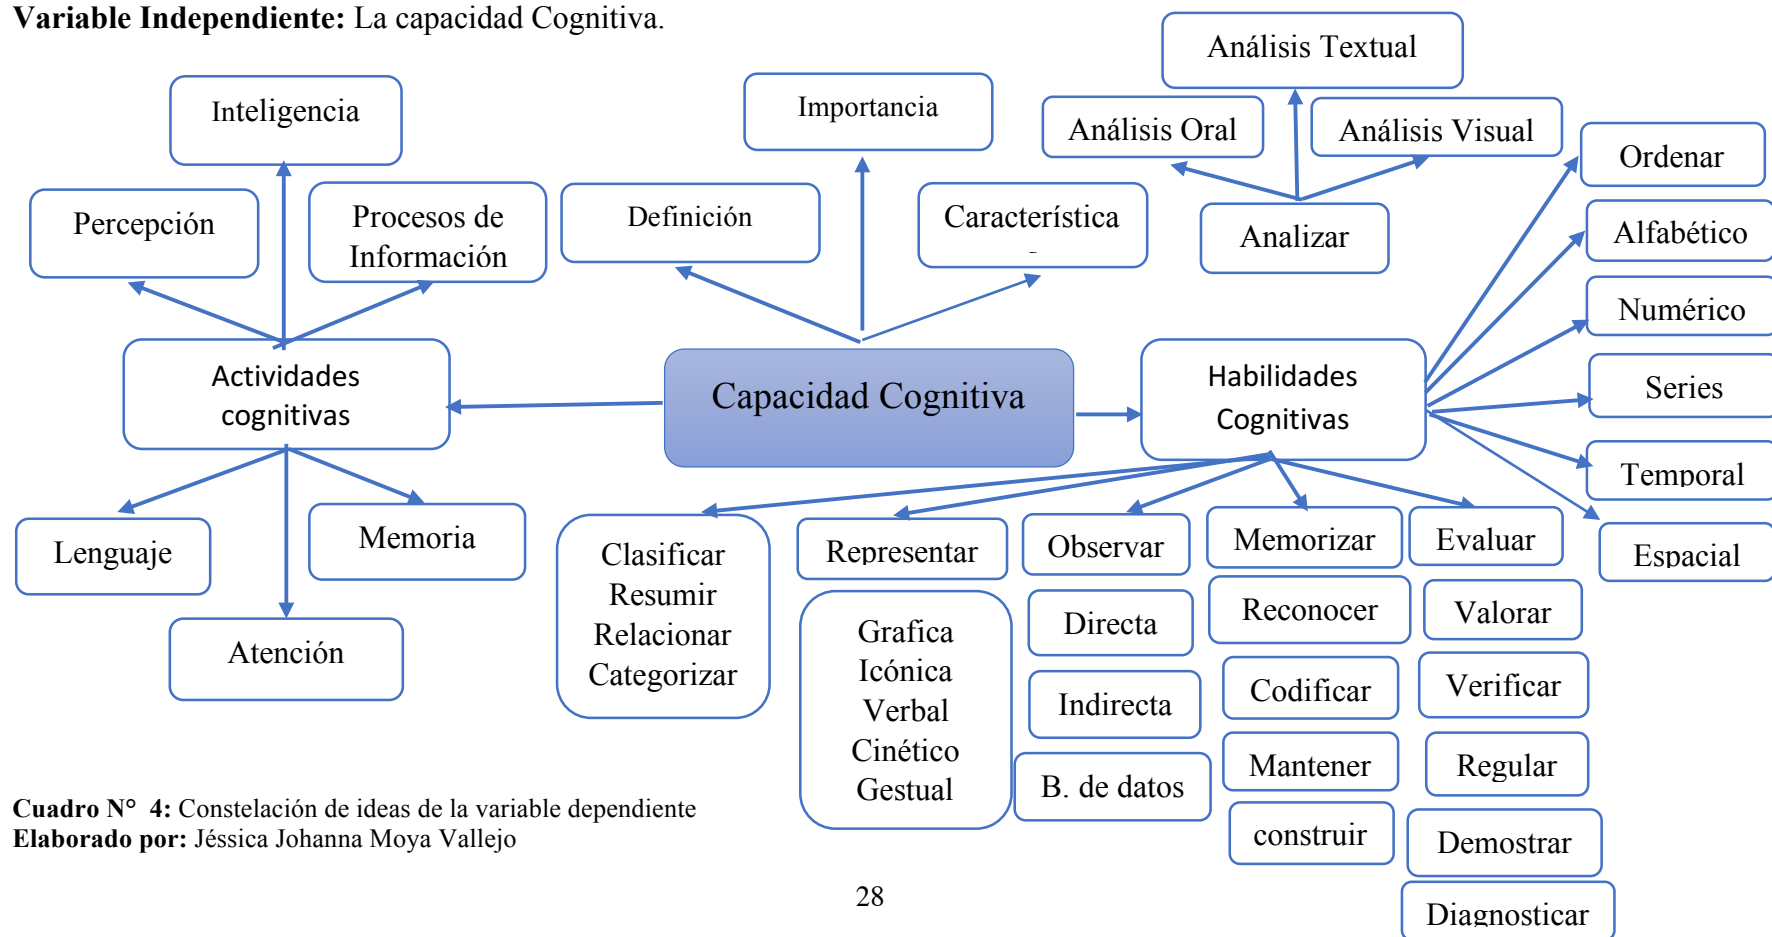 Variable Independiente: La capacidad Cognitiva.
Análisis Textual
Inteligencia
Importancia
Análisis Oral
Análisis Visual
Ordenar
Percepción
Procesos de
Información
Definición
Característica
Analizar
Alfabético
Numérico
Actividades
cognitivas
Capacidad Cognitiva
Habilidades
Cognitivas
Series
Temporal
Lenguaje
Memoria
Atención
Clasificar
Resumir
Relacionar
Categorizar
Representar
Observar
Memorizar
Evaluar
Espacial
Grafica
Icónica
Verbal
Cinético
Gestual
Directa
Indirecta
B. de datos
Reconocer
Codificar
Mantener
construir
Valorar
Verificar
Regular
Demostrar
Diagnosticar
Cuadro N° 4: Constelación de ideas de la variable dependiente
Elaborado por: Jéssica Johanna Moya Vallejo
28